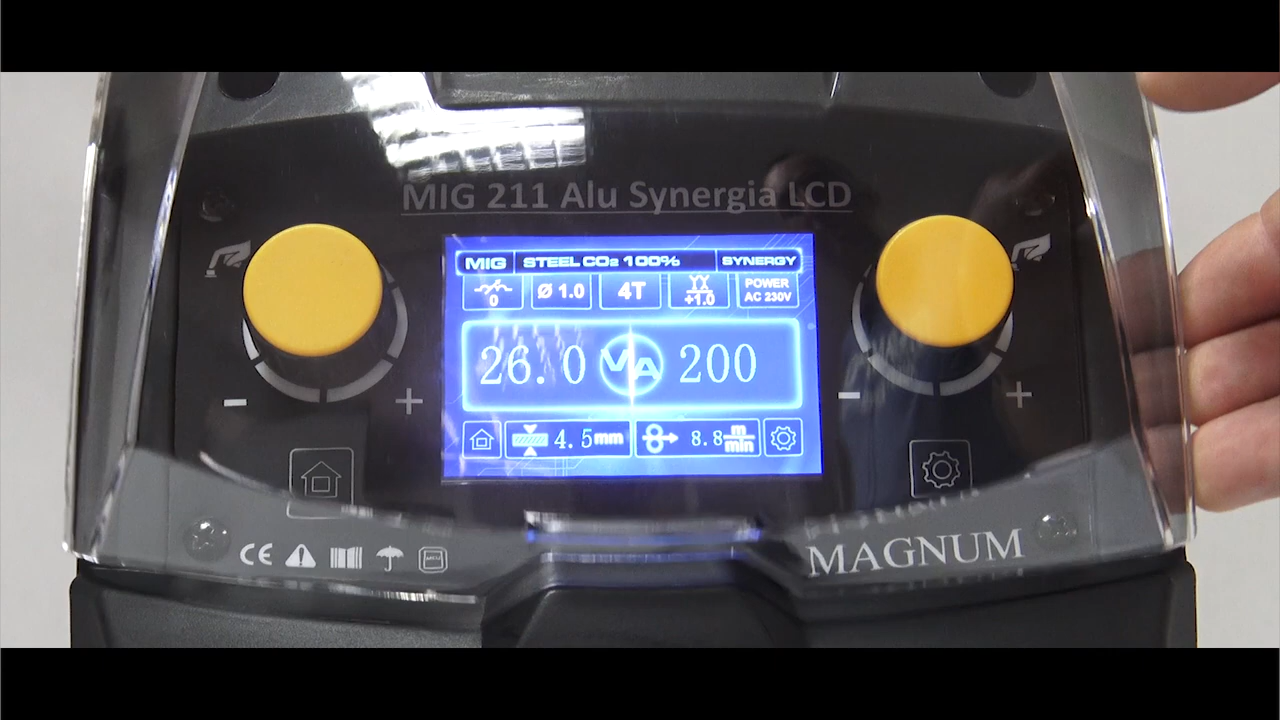 MIG 211 Alu Synergia LCD
MIG STEEL CO₂ 100% SYNERGY
0 Ø 1.0 4T +1.0 POWER AC 230V
26.0 VA 200
4.5mm 8.8 m/min
- + - +
CE
MAGNUM